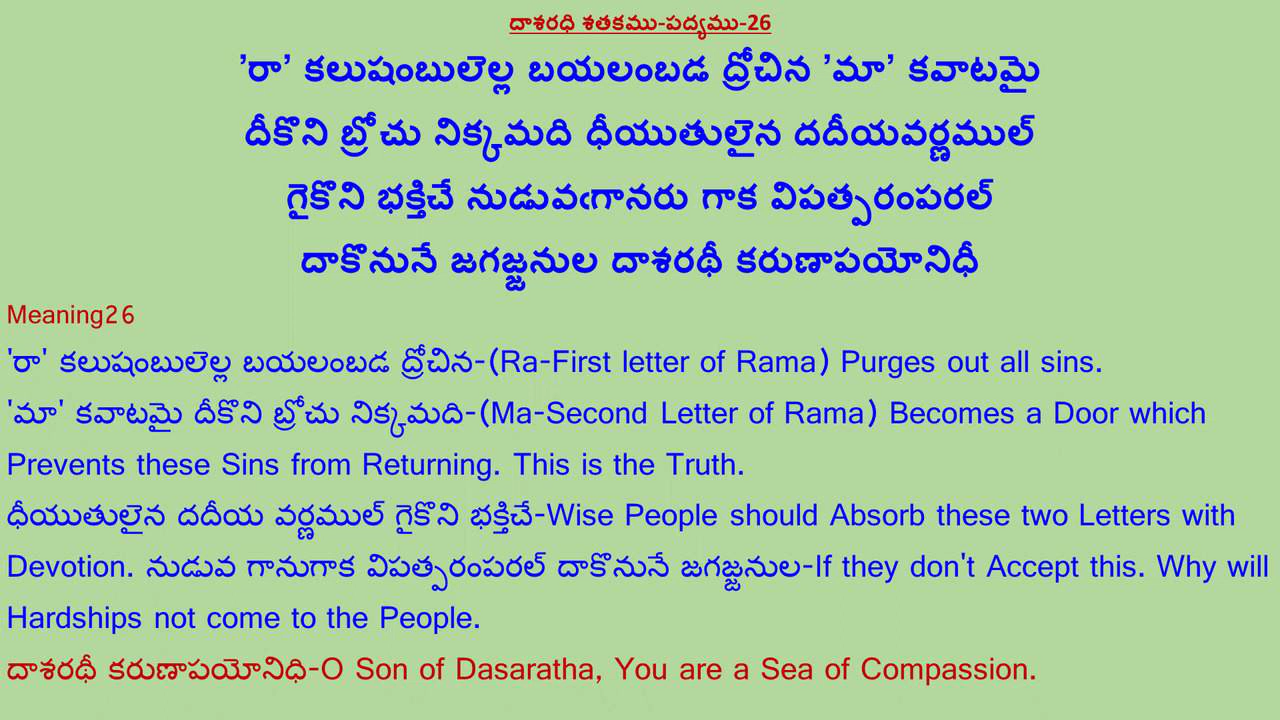 దాశరధి శతకము-పద్యము-26
’రా’ కలుషంబులెల్ల బయలంబడ ద్రోచిన ’మా’ కవాటమై
దీకొని బ్రోచు నిక్కమది ధీయుతులైన దదీయవర్ణముల్
గైకొని భక్తిచే నుడువఁగానరు గాక విపత్పరంపరల్
దాకొనునే జగజ్జనుల దాశరథీ కరుణాపయోనిధీ
Meaning26
'రా' కలుషంబులెల్ల బయలంబడ ద్రోచిన-(Ra-First letter of Rama) Purges out all sins.
'మా' కవాటమై దీకొని బ్రోచు నిక్కమది-(Ma-Second Letter of Rama) Becomes a Door which
Prevents these Sins from Returning. This is the Truth.
ధీయుతులైన దదీయ వర్ణముల్ గైకొని భక్తిచే-Wise People should Absorb these two Letters with
Devotion. నుడువ గానుగాక విపత్పరంపరల్ దాకొనునే జగజ్జనుల-If they don't Accept this. Why will
Hardships not come to the People.
దాశరథీ కరుణాపయోనిధి-O Son of Dasaratha, You are a Sea of Compassion.